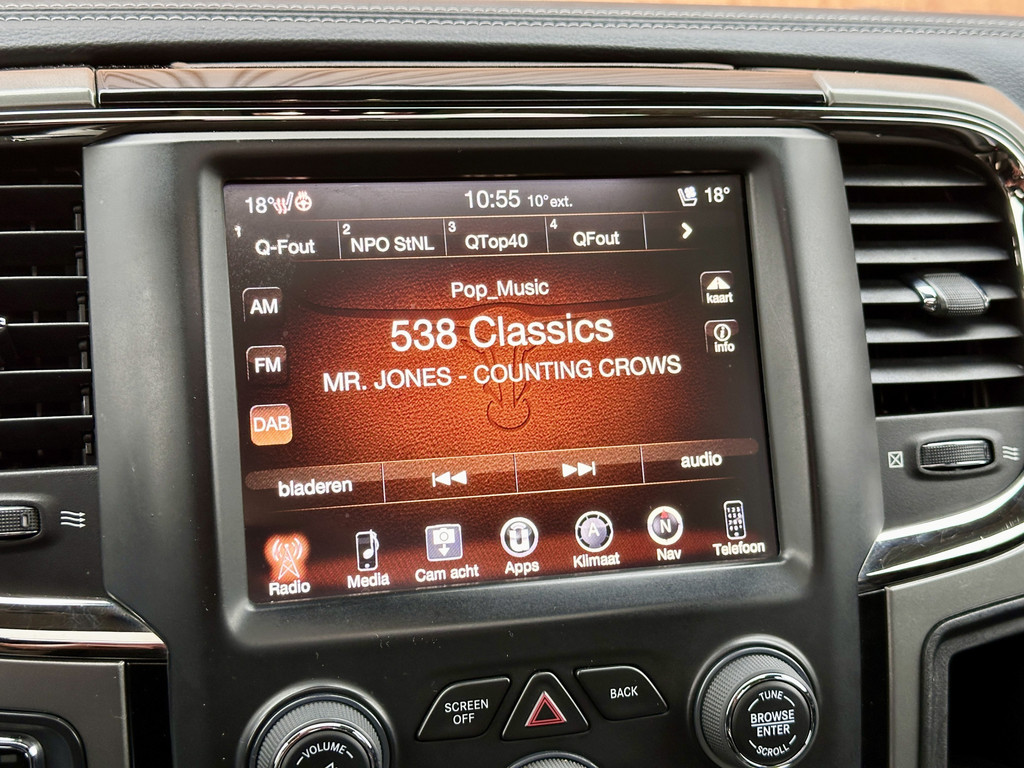 18° 10:55 10° ext. 18°
1 Q-Fout 2 NPO StNL 3 QTop40 4 QFout
Pop_Music
kaart
AM
538 Classics
info
FM
MR. JONES - COUNTING CROWS
DAB
bladeren audio
Radio Media Cam acht A Apps Klimaat N Nav Telefoon
SCREEN OFF
BACK
VOLUME
TUNE
BROWSE
ENTER
SCROLL